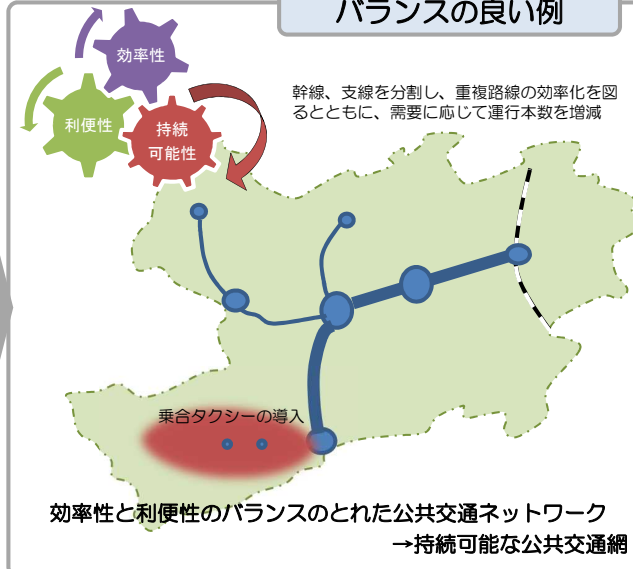 バランスの良い例
効率性
利便性
持続
可能性
幹線、支線を分割し、重複路線の効率化を図
るとともに、需要に応じて運行本数を増減
乗合タクシーの導入
効率性と利便性のバランスのとれた公共交通ネットワーク
→持続可能な公共交通網